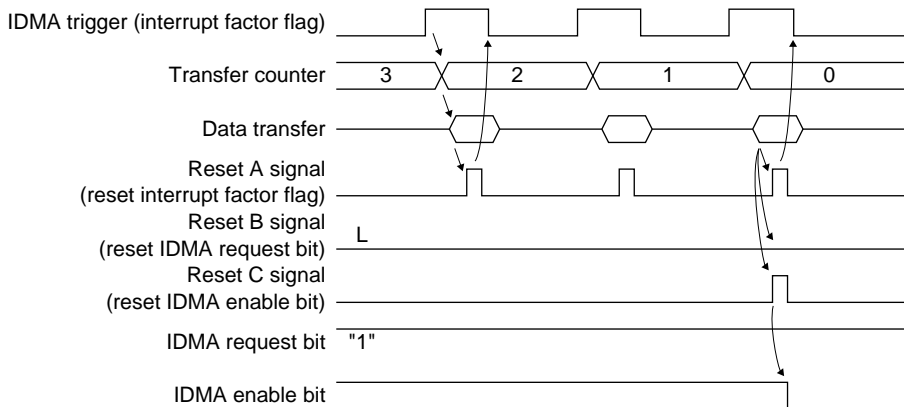 IDMA trigger (interrupt factor flag)
Transfer counter 3 2 1 0
Data transfer
Reset A signal
(reset interrupt factor flag)
Reset B signal
(reset IDMA request bit) L
Reset C signal
(reset IDMA enable bit)
IDMA request bit "1"
IDMA enable bit